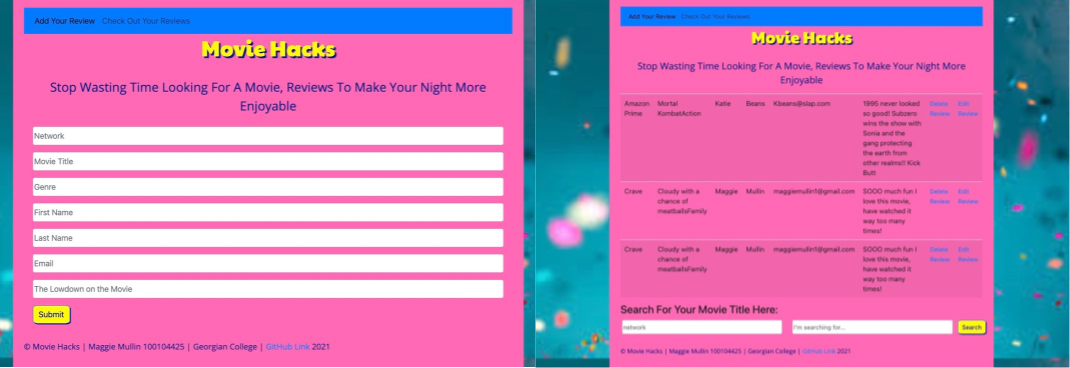 Add Your Review Check Out Your Reviews
Movie Hacks
Stop Wasting Time Looking For A Movie, Reviews To Make Your Night More
Enjoyable
Network
Movie Title
Genre
First Name
Last Name
Email
The Lowdown on the Movie
Submit
© Movie Hacks | Maggie Mullin 100104425 | Georgian College | GitHub Link 2021
Add Your Review Check Out Your Reviews
Movie Hacks
Stop Wasting Time Looking For A Movie, Reviews To Make Your Night More
Enjoyable
Amazon Mortal Katie Beans Kbeans@slap.com 1995 never looked Delete Edit
Prime KombatAction so good! Subzero Review Review
wins the show with
Sonia and the
gang protecting
the earth from
other realms!! Kick
Butt
Crave Cloudy with a Maggie Mullin maggiemullin1@gmail.com SOOO much fun I Delete Edit
chance of love this movie, Review Review
meatballsFamily have watched it
way too many
times!
Crave Cloudy with a Maggie Mullin maggiemullin1@gmail.com SOOO much fun I Delete Edit
chance of love this movie, Review Review
meatballsFamily have watched it
way too many
times!
Search For Your Movie Title Here:
network I'm searching for... Search
© Movie Hacks | Maggie Mullin 100104425 | Georgian College | GitHub Link 2021